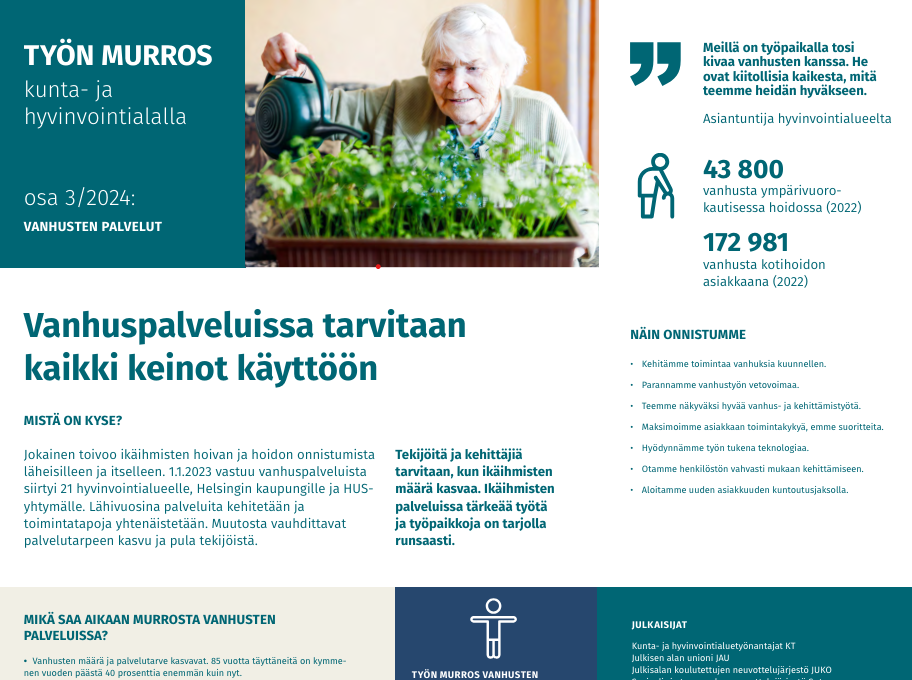 TYÖN MURROS
kunta- ja
hyvinvointialalla
osa 3/2024:
VANHUSTEN PALVELUT
Meillä on työpaikalla tosi
kivaa vanhusten kanssa. He
ovat kiitollisia kaikesta, mitä
teemme heidän hyväkseen.
Asiantuntija hyvinvointialueelta
43 800
vanhusta ympärivuoro-
kautisessa hoidossa (2022)
172 981
vanhusta kotihoidon
asiakkaana (2022)
Vanhuspalveluissa tarvitaan
kaikki keinot käyttöön
MISTÄ ON KYSE?
Jokainen toivoo ikäihmisten hoivan ja hoidon onnistumista
läheisilleen ja itselleen. 1.1.2023 vastuu vanhuspalveluista
siirtyi 21 hyvinvointialueelle, Helsingin kaupungille ja HUS-
yhtymälle. Lähivuosina palveluita kehitetään ja
toimintatapoja yhtenäistetään. Muutosta vauhdittavat
palvelutarpeen kasvu ja pula tekijöistä.
Tekijöitä ja kehittäjiä
tarvitaan, kun ikäihmisten
määrä kasvaa. Ikäihmisten
palveluissa tärkeää työtä
ja työpaikkoja on tarjolla
runsaasti.
NÄIN ONNISTUMME
• Kehitämme toimintaa vanhuksia kuunnellen.
• Parannamme vanhustyön vetovoimaa.
• Teemme näkyväksi hyvää vanhus- ja kehittämistyötä.
• Maksimoimme asiakkaan toimintakykyä, emme suoritteita.
• Hyödynnämme työn tukena teknologiaa.
• Otamme henkilöstön vahvasti mukaan kehittämiseen.
• Aloitamme uuden asiakkuuden kuntoutusjaksolla.
MIKÄ SAA AIKAAN MURROSTA VANHUSTEN
PALVELUISSA?
• Vanhusten määrä ja palvelutarve kasvavat. 85 vuotta täyttäneitä on kymme-
nen vuoden päästä 40 prosenttia enemmän kuin nyt.
TYÖN MURROS VANHUSTEN
JULKAISIJAT
Kunta- ja hyvinvointialuetyönantajat KT
Julkisen alan unioni JAU
Julkisalan koulutettujen neuvottelujärjestö JUKO